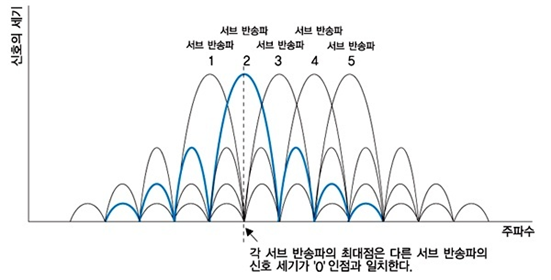 신호의 세기
서브 반송파 서브 반송파
서브 반송파 서브 반송파 서브 반송파
1 2 3 4 5
주파수
각 서브 반송파의 최대점은 다른 서브 반송파의
신호 세기가 '0' 인점과 일치한다.